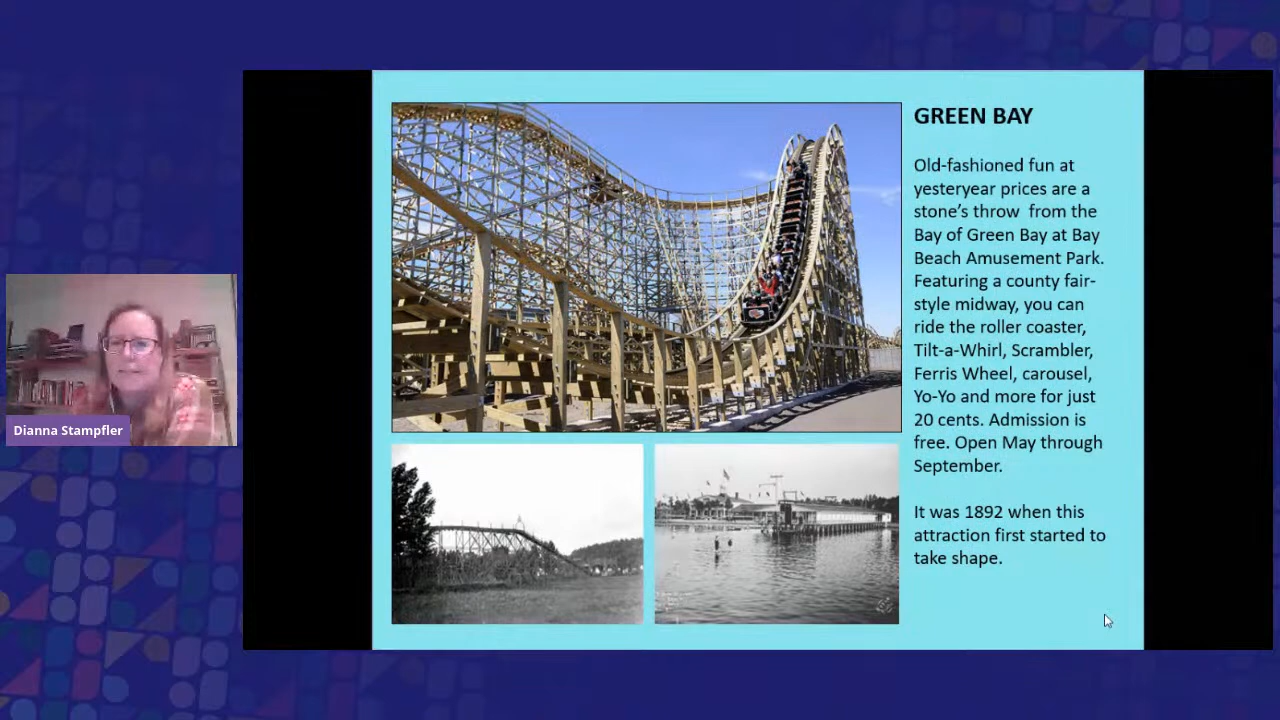 GREEN BAY
Old-fashioned fun at
yesteryear prices are a
stone’s throw  from the
Bay of Green Bay at Bay
Beach Amusement Park.
Featuring a county fair-
style midway, you can
ride the roller coaster,
Tilt-a-Whirl, Scrambler,
Ferris Wheel, carousel,
Yo-Yo and more for just
20 cents. Admission is
free. Open May through
September.
It was 1892 when this
attraction first started to
take shape.
Dianna Stampfler